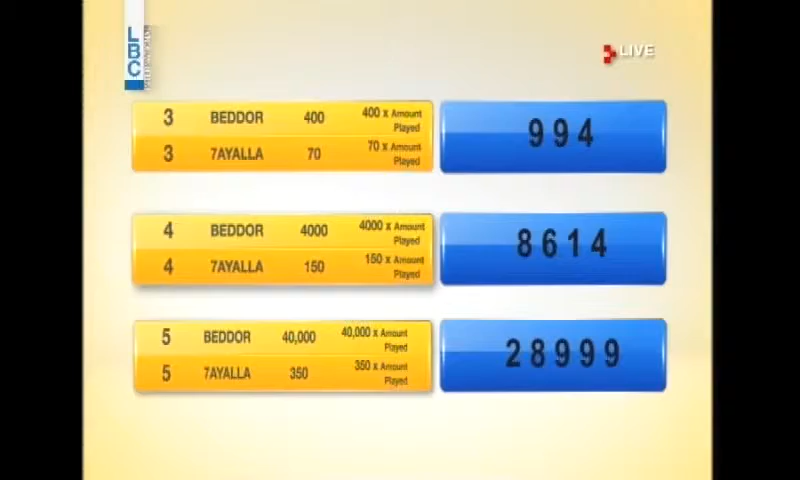 LBC
LIVE
3 BEDDOR 400 400 x Amount Played
3 7AYALLA 70 70 x Amount Played
994
4 BEDDOR 4000 4000 x Amount Played
4 7AYALLA 150 150 x Amount Played
8614
5 BEDDOR 40,000 40,000 x Amount Played
5 7AYALLA 350 350 x Amount Played
28999